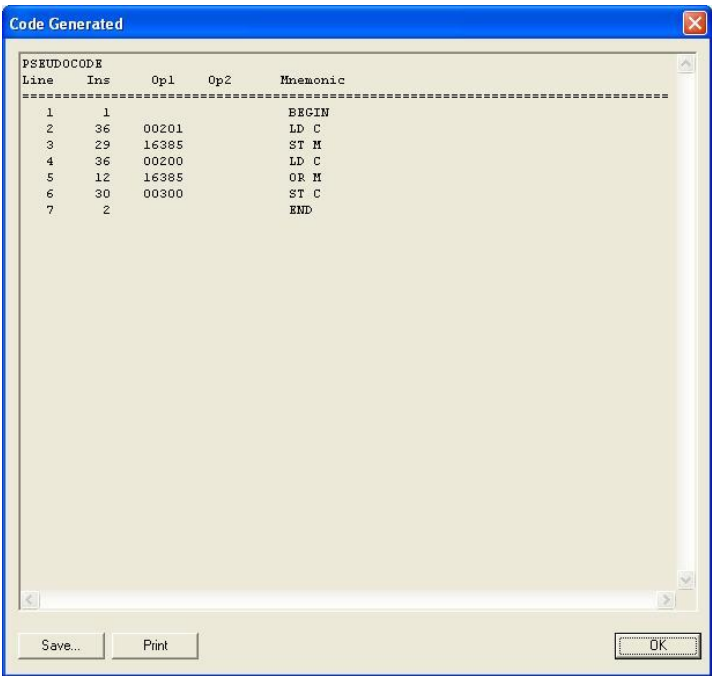 Code Generated
PSEUDOCODE
Line Ins Op1 Op2 Mnemonic
================================================================================
1 1 BEGIN
2 36 00201 LD C
3 29 16385 ST M
4 36 00200 LD C
5 12 16385 OR M
6 30 00300 ST C
7 2 END
Save... Print OK